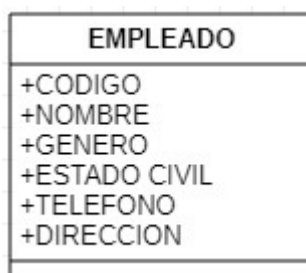 EMPLEADO
+CODIGO
+NOMBRE
+GENERO
+ESTADO CIVIL
+TELEFONO
+DIRECCION